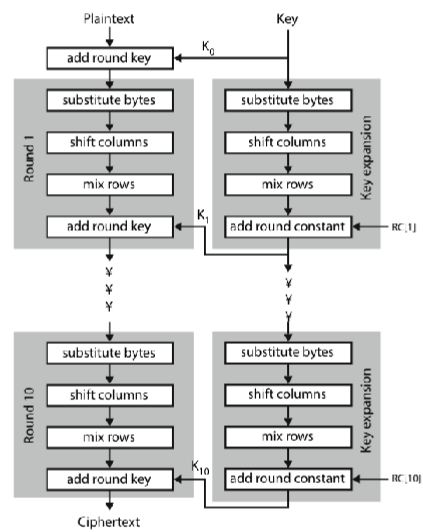 Plaintext
Key
K0
add round key
Round 1
substitute bytes
shift columns
mix rows
add round key
K1
Key expansion
substitute bytes
shift columns
mix rows
add round constant
RC[1]
¥
¥
¥
¥
¥
¥
Round 10
substitute bytes
shift columns
mix rows
add round key
K10
Key expansion
substitute bytes
shift columns
mix rows
add round constant
RC[10]
Ciphertext